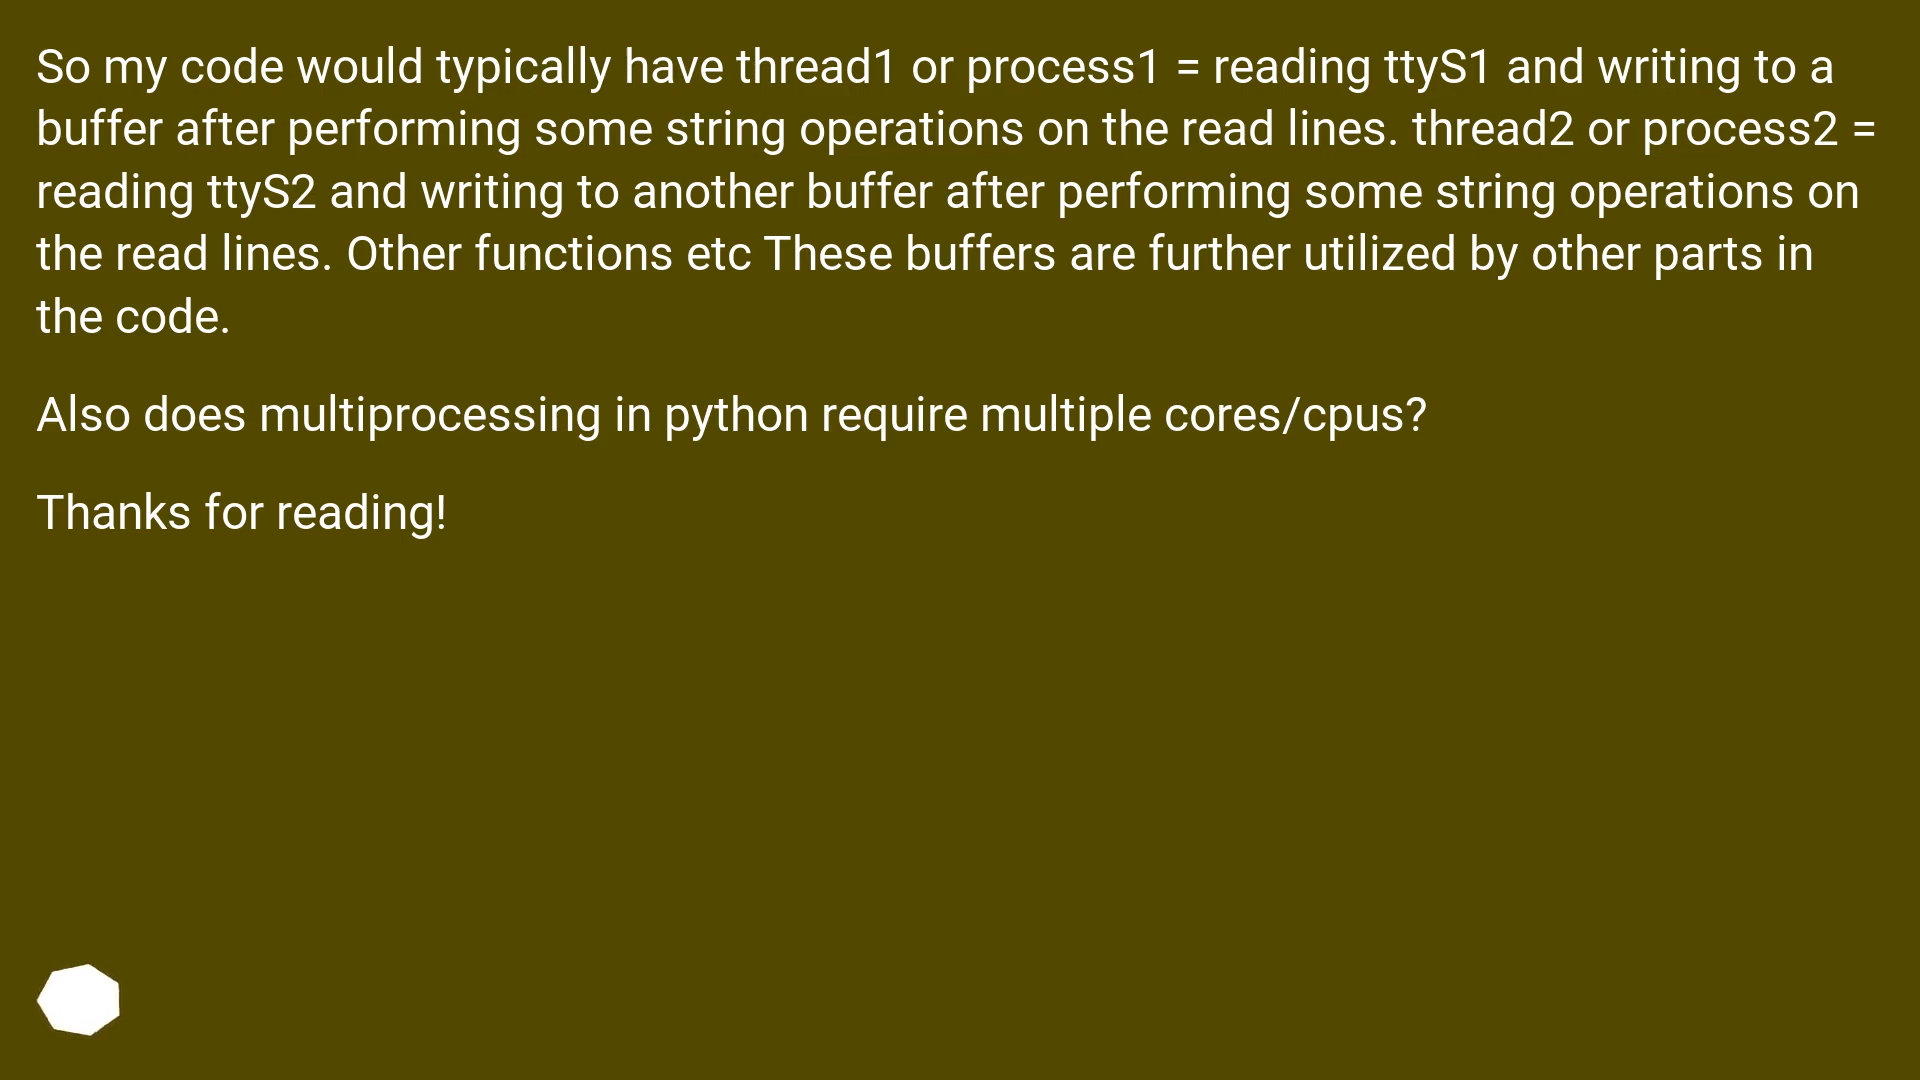 So my code would typically have thread1 or process1 = reading ttyS1 and writing to a
buffer after performing some string operations on the read lines. thread2 or process2 =
reading ttyS2 and writing to another buffer after performing some string operations on
the read lines. Other functions etc These buffers are further utilized by other parts in
the code.
Also does multiprocessing in python require multiple cores/cpus?
Thanks for reading!